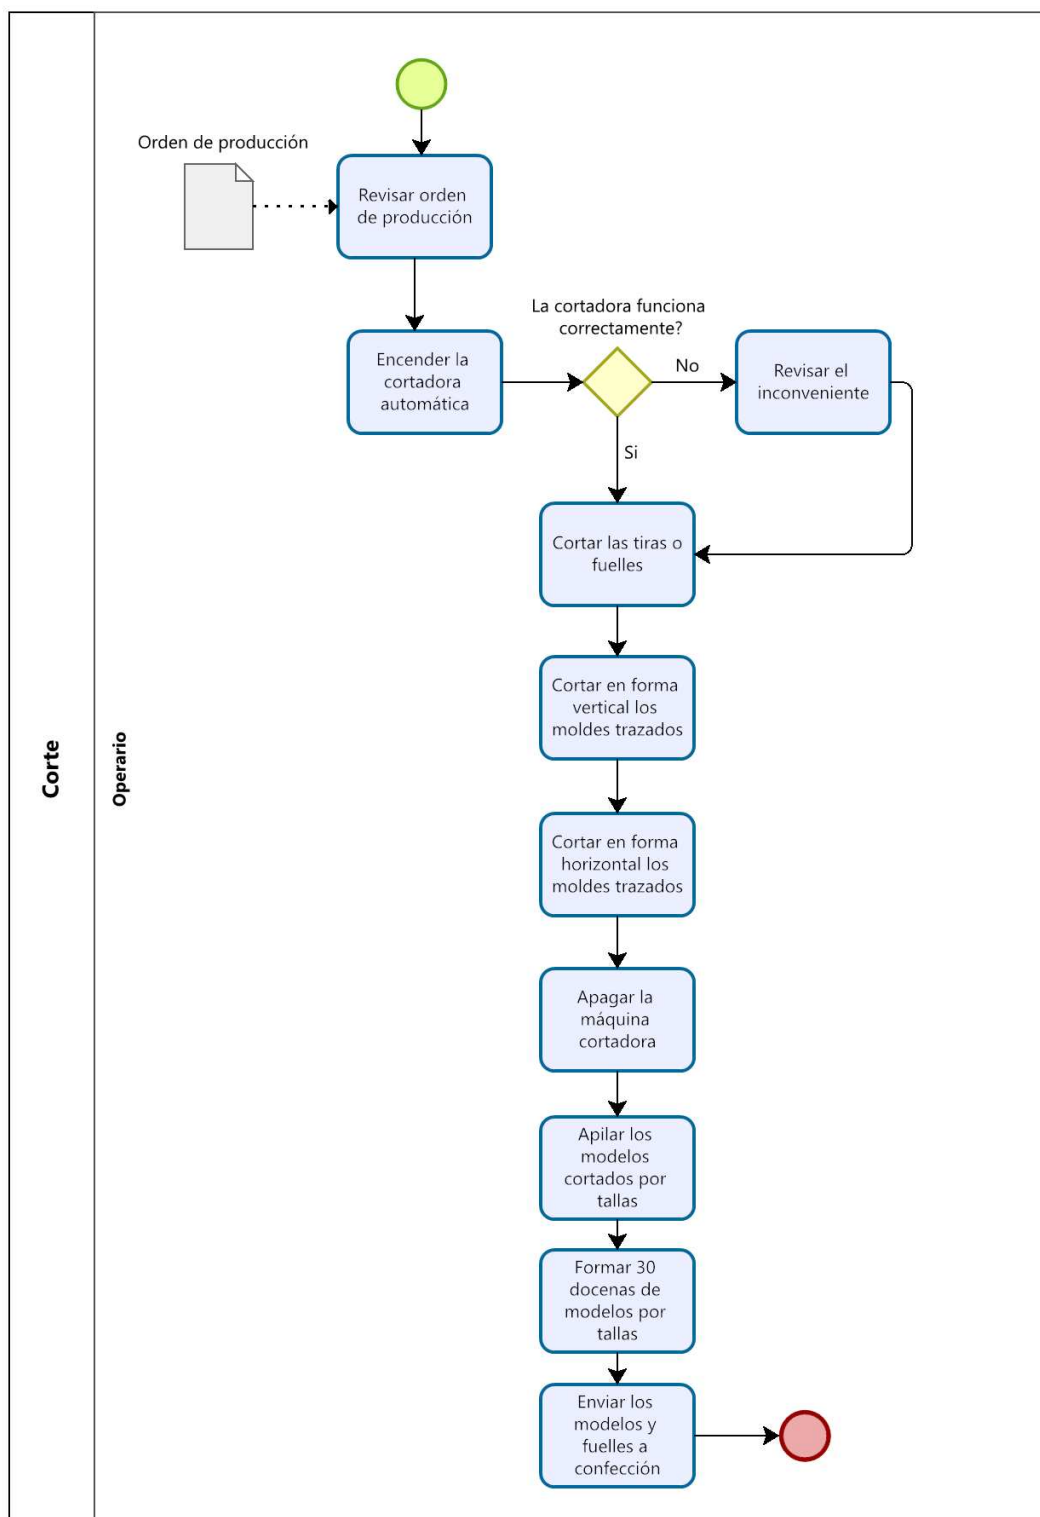 Corte
Operario
Orden de producción
Revisar orden
de producción
Encender la
cortadora
automática
La cortadora funciona
correctamente?
No
Revisar el
inconveniente
Si
Cortar las tiras o
fuelles
Cortar en forma
vertical los
moldes trazados
Cortar en forma
horizontal los
moldes trazados
Apagar la
máquina
cortadora
Apilar los
modelos
cortados por
tallas
Formar 30
docenas de
modelos por
tallas
Enviar los
modelos y
fuelles a
confección